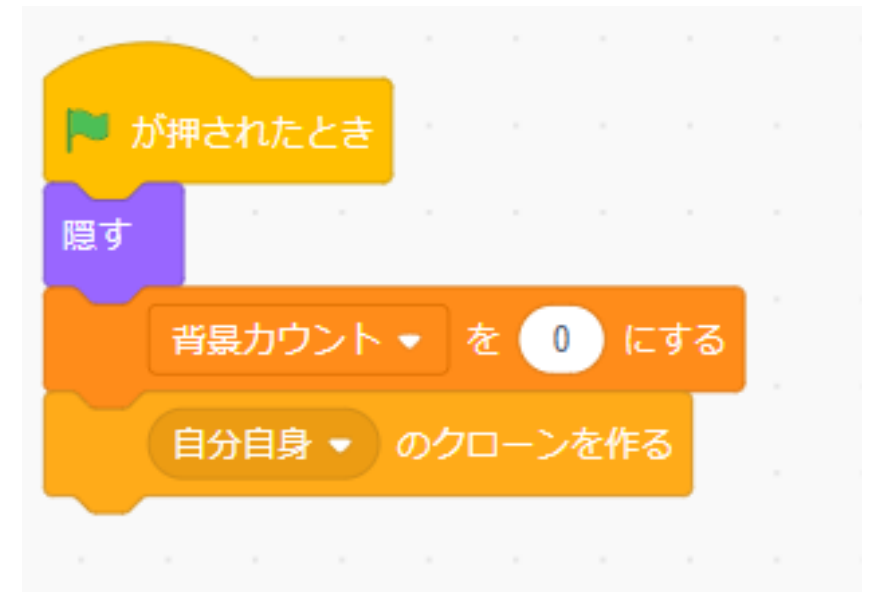 が押されたとき
隠す
背景カウント を 0 にする
自分自身 のクローンを作る